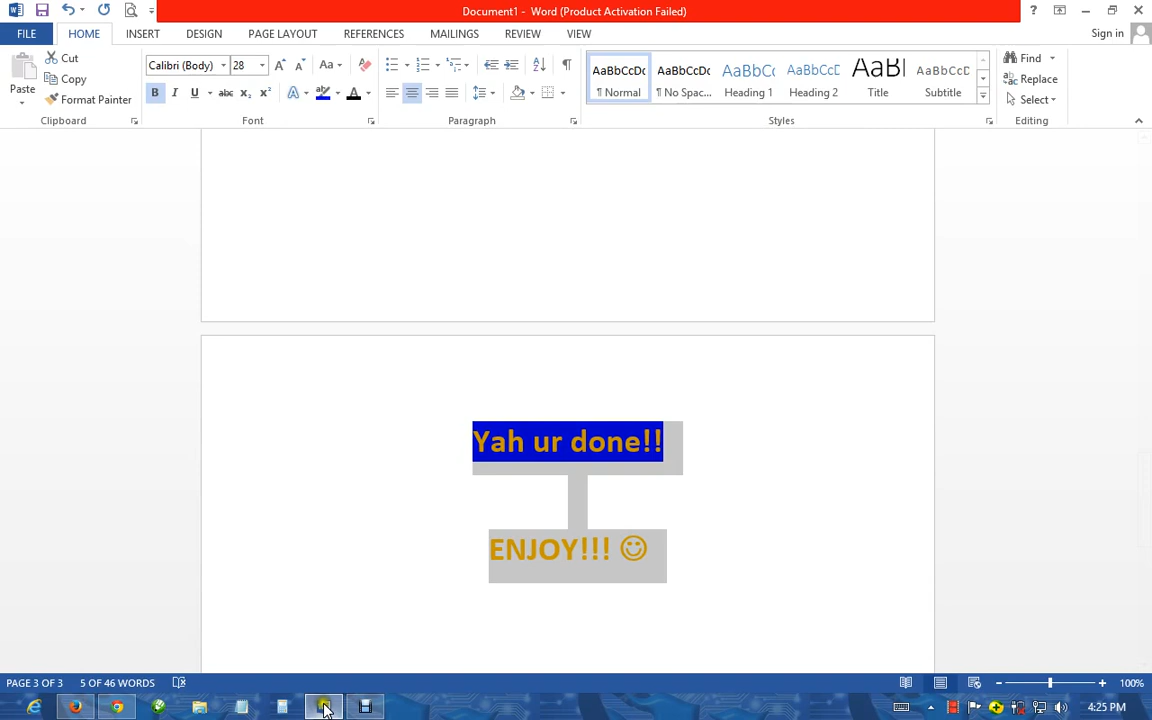 Document1 - Word (Product Activation Failed)
FILE HOME INSERT DESIGN PAGE LAYOUT REFERENCES MAILINGS REVIEW VIEW Sign in
Paste
Cut
Copy
Format Painter
Clipboard
Calibri (Body) 28
Font
Paragraph
AaBbCcDc AaBbCcDc AaBbCc AaBbCcC AaBl AaBbCcC
¶ Normal ¶ No Spac... Heading 1 Heading 2 Title Subtitle
Styles
Find
Replace
Select
Editing
Yah ur done!!
ENJOY!!! ☺
PAGE 3 OF 3 5 OF 46 WORDS 100%
4:25 PM